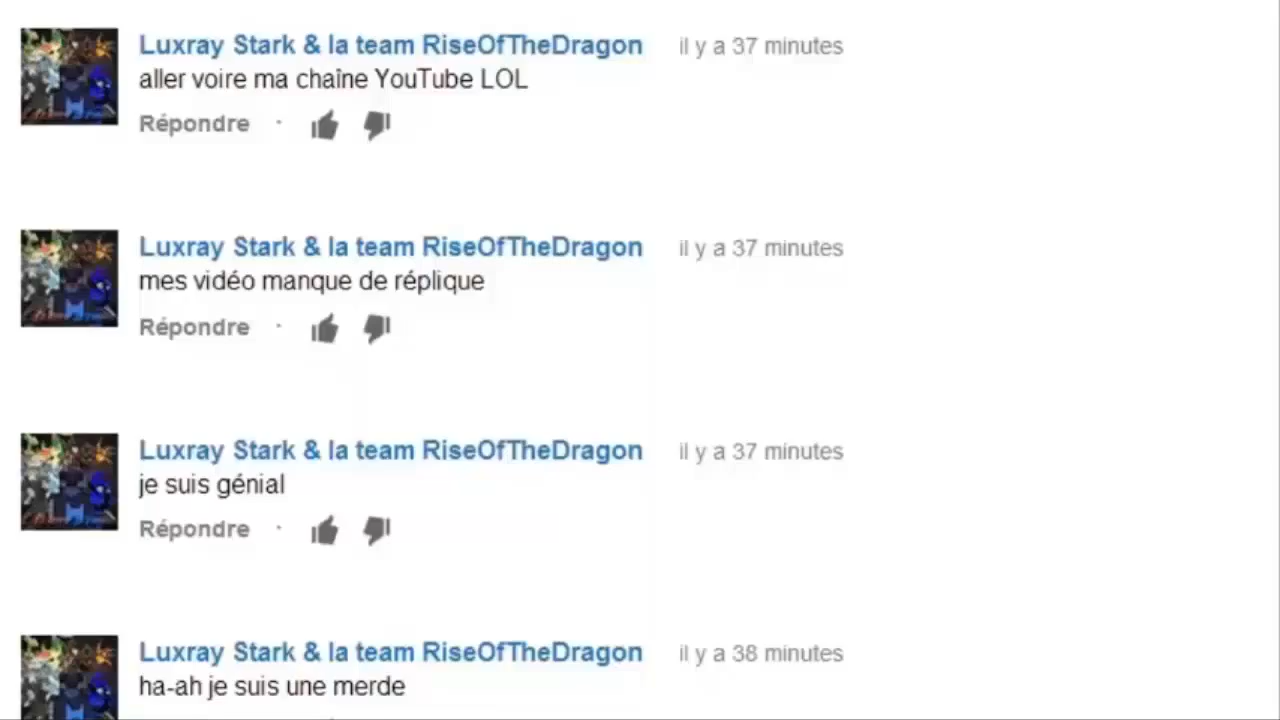 Luxray Stark & la team RiseOfTheDragon il y a 37 minutes
aller voire ma chaîne YouTube LOL
Répondre ·
Luxray Stark & la team RiseOfTheDragon il y a 37 minutes
mes vidéo manque de réplique
Répondre ·
Luxray Stark & la team RiseOfTheDragon il y a 37 minutes
je suis génial
Répondre ·
Luxray Stark & la team RiseOfTheDragon il y a 38 minutes
ha-ah je suis une merde